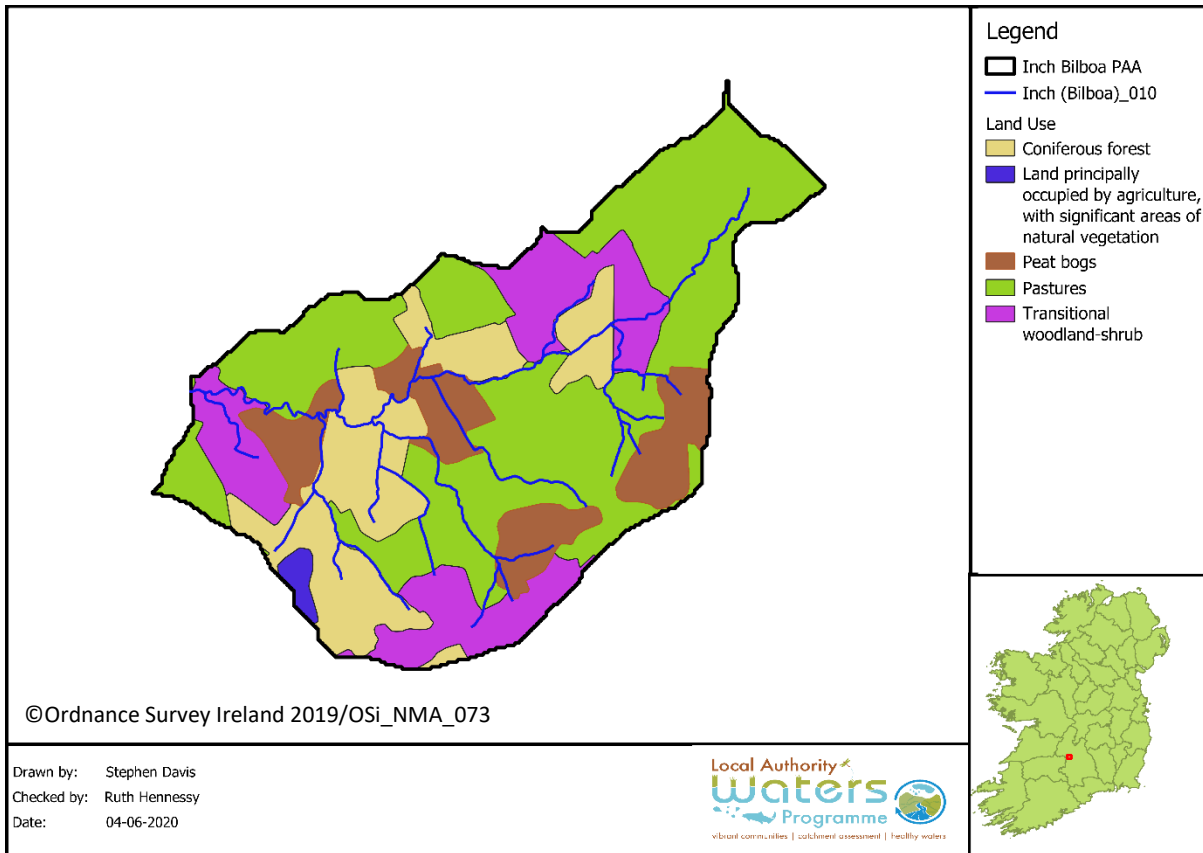 Legend
Inch Bilboa PAA
Inch (Bilboa)_010
Land Use
Coniferous forest
Land principally
occupied by agriculture,
with significant areas of
natural vegetation
Peat bogs
Pastures
Transitional
woodland-shrub
©Ordnance Survey Ireland 2019/OSi_NMA_073
Drawn by: Stephen Davis
Checked by: Ruth Hennessy
Date: 04-06-2020
Local Authority
Waters
Programme
vibrant communities | catchment assessment | healthy waters